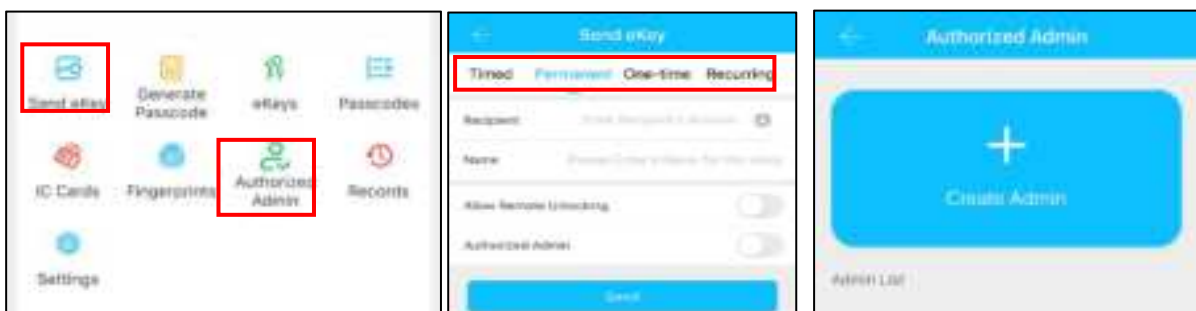 Send eKey
Generate
Passcode
eKeys
Passcodes
IC Cards
Fingerprints
Authorized
Admin
Records
Settings
Send eKey
Timed Permanent One-time Recurring
Recipient
Name
Allow Remote Unlocking
Authorized Admin
Send
Authorized Admin
Create Admin
Admin List